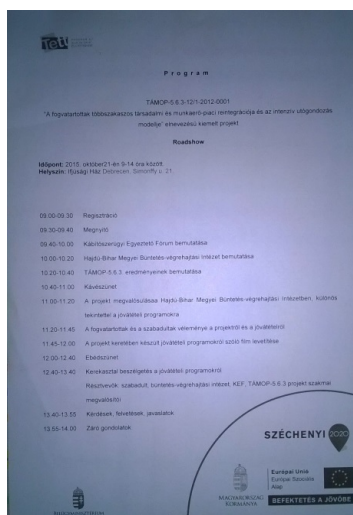 Tett
Program
TÁMOP-5.6.3-12/1-2012-0001
"A fogvatartottak többszakaszos társadalmi és munkaerő-piaci reintegrációja és az intenzív utógondozás
modellje" elnevezésű kiemelt projekt
Roadshow
Időpont: 2015. október21-én 9-14 óra között
Helyszín: Ifjúsági Ház Debrecen, Simonffy u. 21.
09.00-09.30 Regisztráció
09.30-09.40 Megnyitó
09.40-10.00 Kábítószerügyi Egyeztető Fórum bemutatása
10.00-10.20 Hajdú-Bihar Megyei Büntetés-végrehajtási Intézet bemutatása
10.20-10.40 TÁMOP-5.6.3. eredményeinek bemutatása
10.40-11.00 Kávészünet
11.00-11.20 A projekt megvalósulása Hajdú-Bihar Megyei Büntetés-végrehajtási Intézetben, különös
tekintettel a jóvátételi programokra
11.20-11.45 A fogvatartottak és a szabadultak véleménye a projektről és a jóvátételről
11.45-12.00 A projekt keretében készült jóvátételi programokról szóló film levetítése
12.00-12.40 Ebédszünet
12.40-13.40 Kerekasztal beszélgetés a jóvátételi programokról
Résztvevők: szabadult, büntetés-végrehajtási intézet, KEF, TÁMOP-5.6.3 projekt szakmai
megvalósítói
13.40-13.55 Kérdések, felvetések, javaslatok
13.55-14.00 Záró gondolatok
SZÉCHENYI 2020
Európai Unió
Európai Szociális
Alap
MAGYARORSZÁG
KORMÁNYA
BEFEKTETÉS A JÖVŐBE